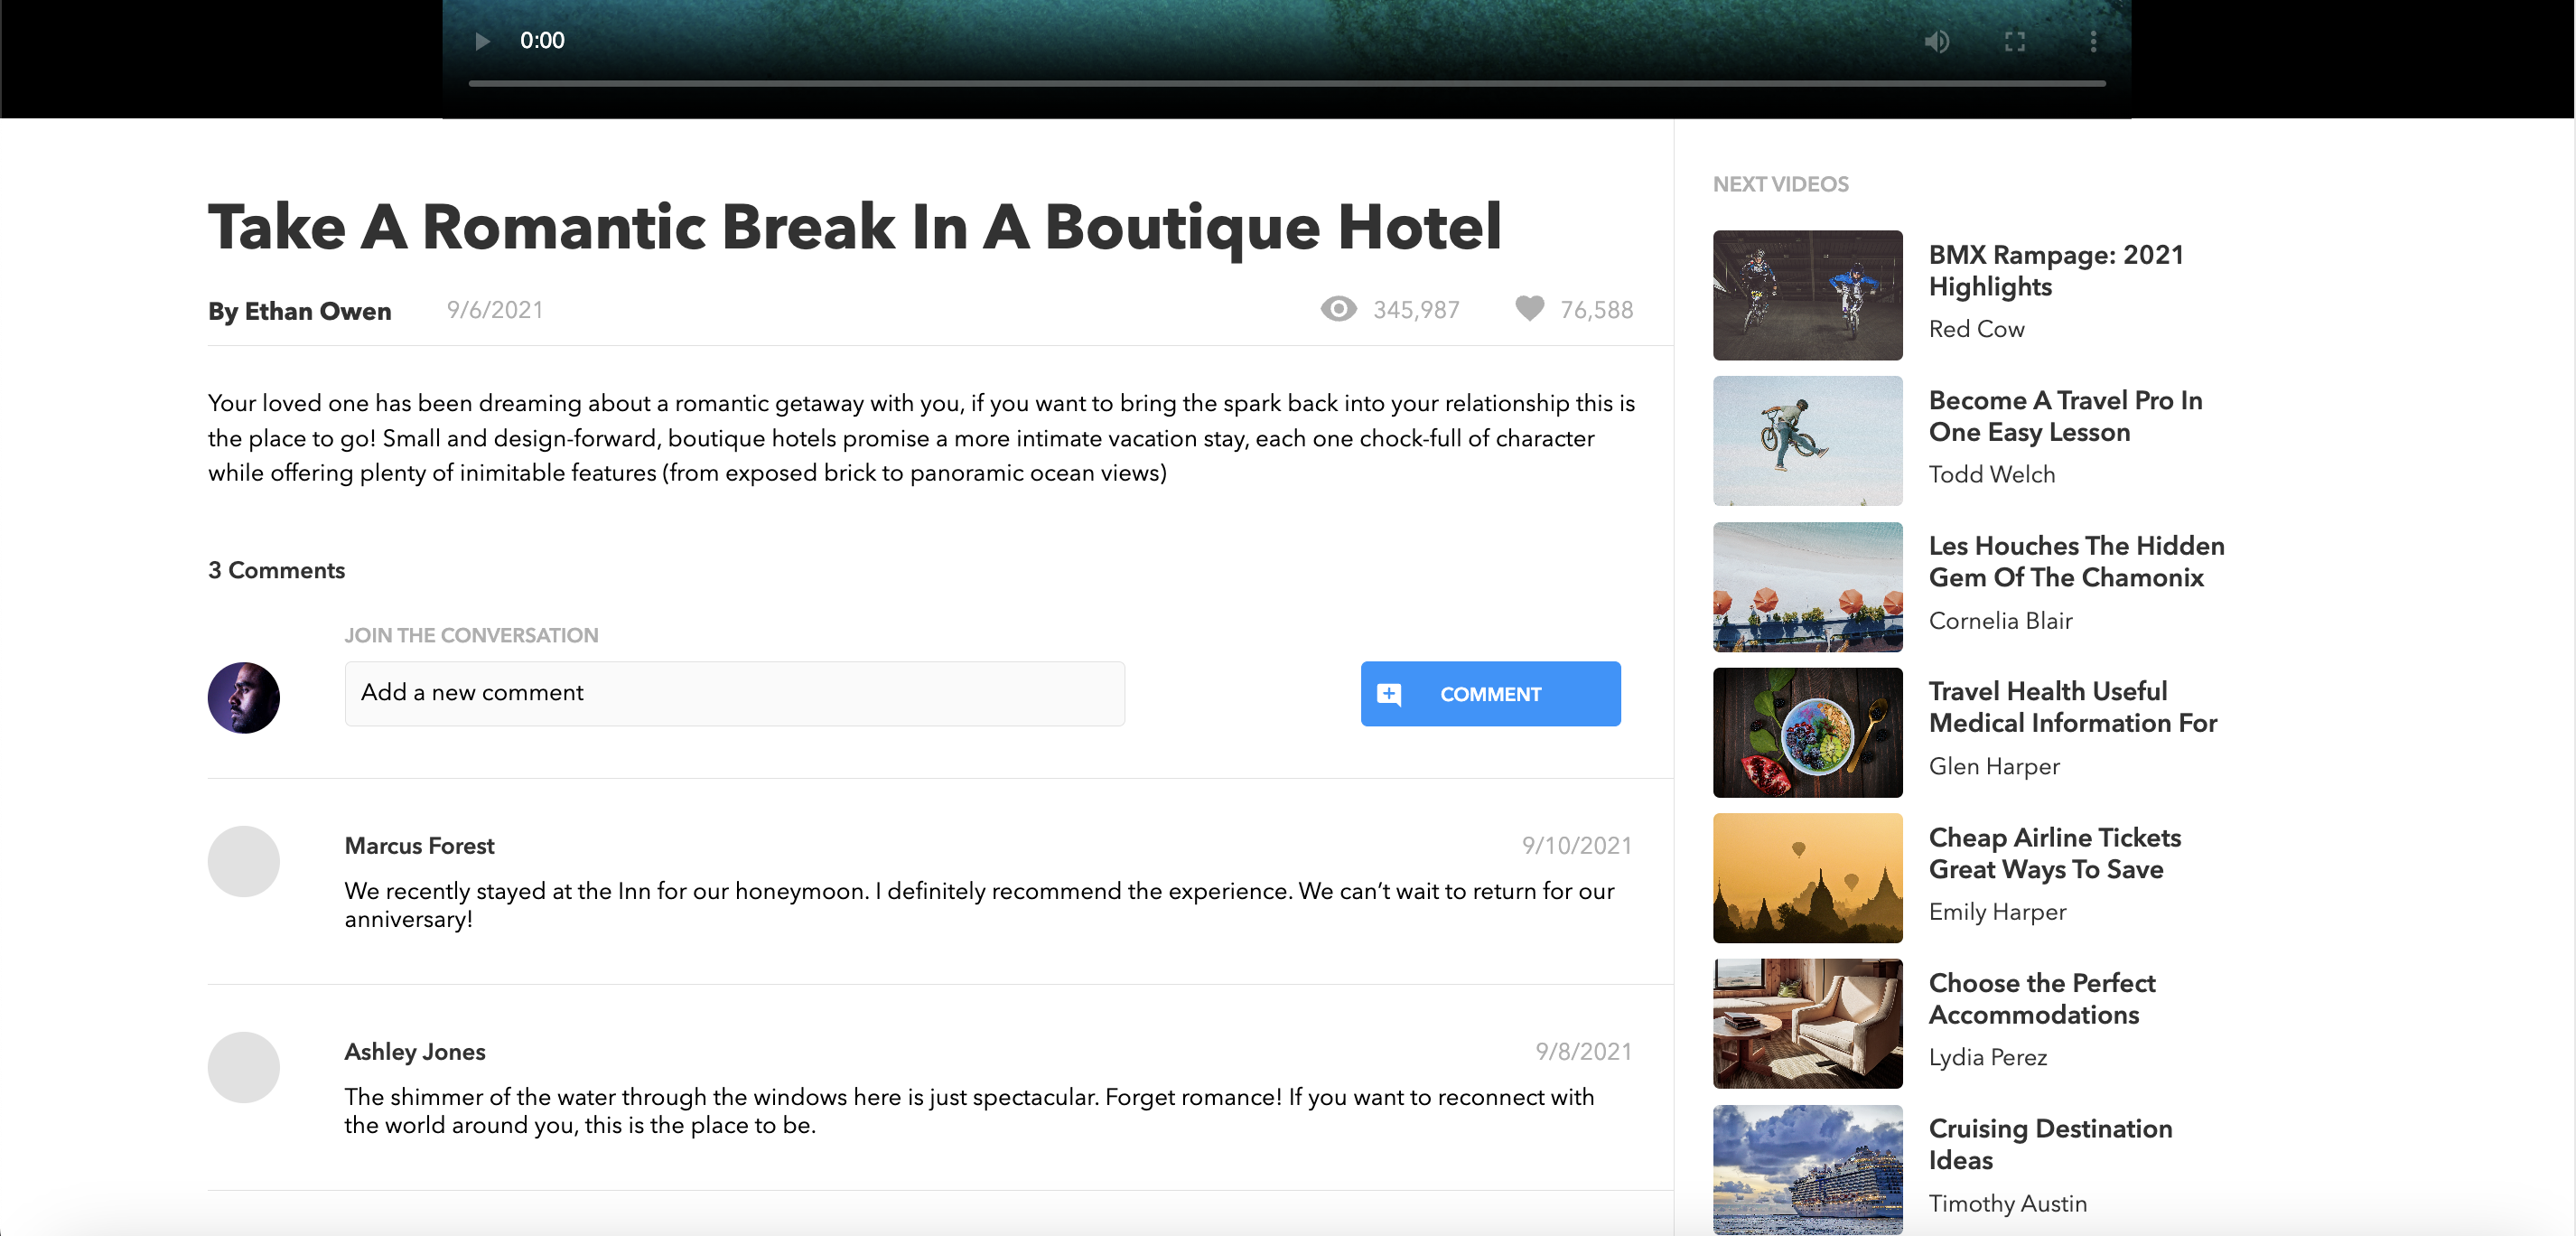 0:00
Take A Romantic Break In A Boutique Hotel
By Ethan Owen
9/6/2021
345,987
76,588
Your loved one has been dreaming about a romantic getaway with you, if you want to bring the spark back into your relationship this is
the place to go! Small and design-forward, boutique hotels promise a more intimate vacation stay, each one chock-full of character
while offering plenty of inimitable features (from exposed brick to panoramic ocean views)
3 Comments
JOIN THE CONVERSATION
Add a new comment
COMMENT
Marcus Forest
9/10/2021
We recently stayed at the Inn for our honeymoon. I definitely recommend the experience. We can’t wait to return for our
anniversary!
Ashley Jones
9/8/2021
The shimmer of the water through the windows here is just spectacular. Forget romance! If you want to reconnect with
the world around you, this is the place to be.
NEXT VIDEOS
BMX Rampage: 2021
Highlights
Red Cow
Become A Travel Pro In
One Easy Lesson
Todd Welch
Les Houches The Hidden
Gem Of The Chamonix
Cornelia Blair
Travel Health Useful
Medical Information For
Glen Harper
Cheap Airline Tickets
Great Ways To Save
Emily Harper
Choose the Perfect
Accommodations
Lydia Perez
Cruising Destination
Ideas
Timothy Austin